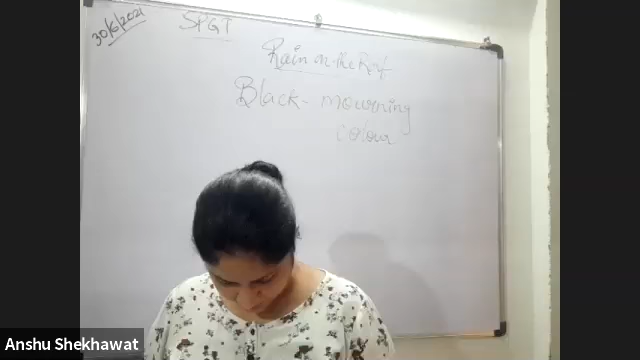 30/6/2021
SPGT
Rain on the Roof
Black - mourning
colour
Anshu Shekhawat